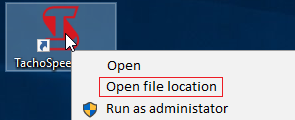 TachoSpee
Open
Open file location
Run as administator